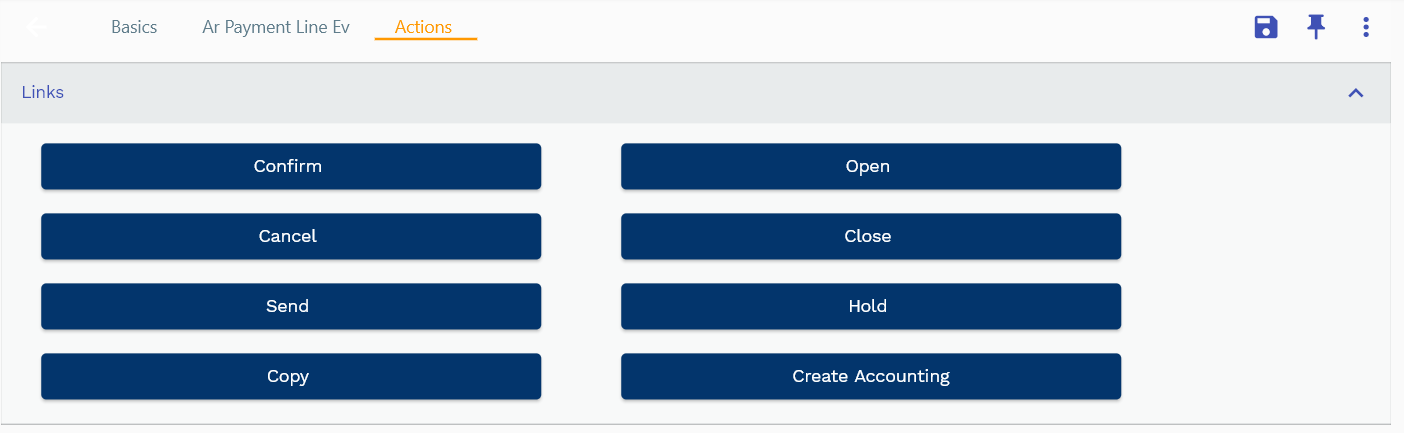 Basics Ar Payment Line Ev Actions
Links
Confirm Open
Cancel Close
Send Hold
Copy Create Accounting